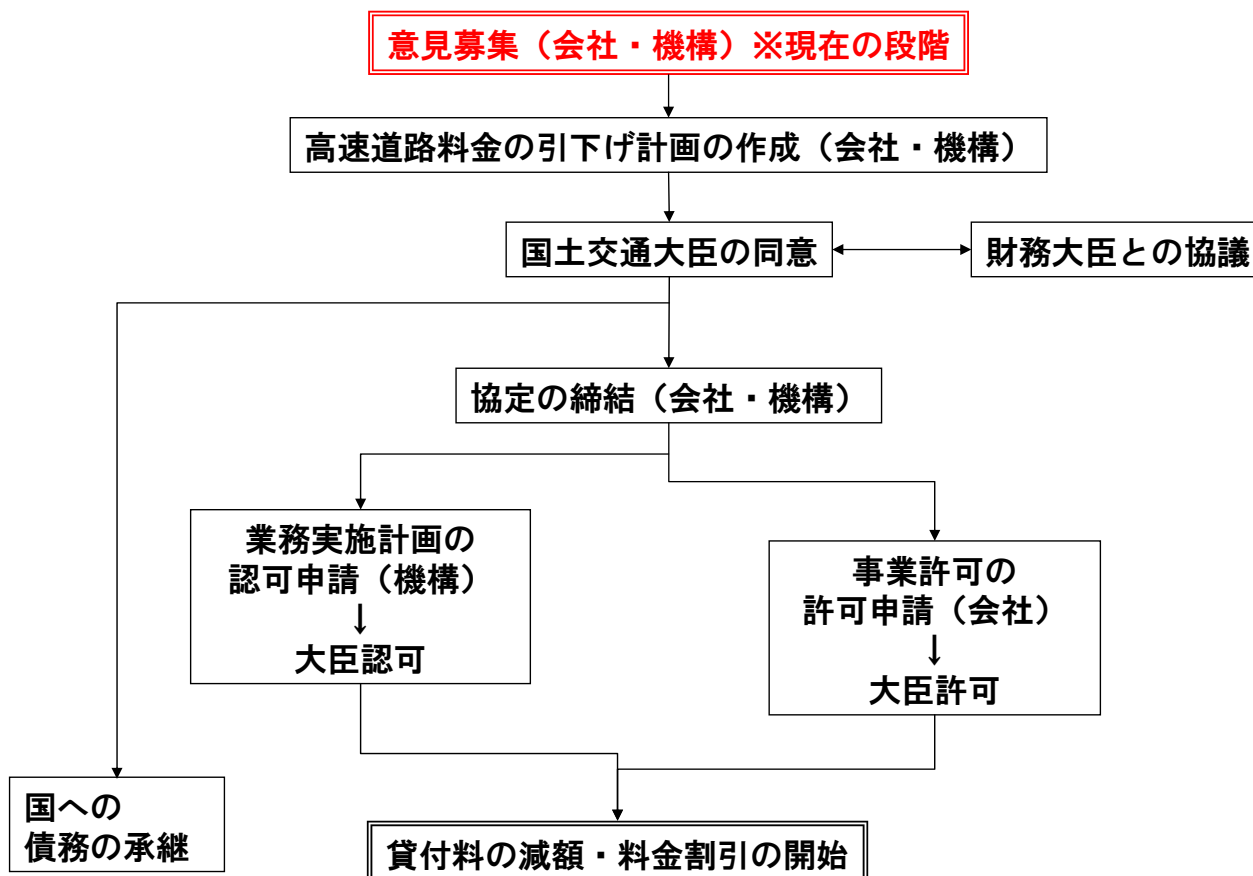 意見募集（会社・機構）※現在の段階
高速道路料金の引下げ計画の作成（会社・機構）
国土交通大臣の同意
財務大臣との協議
協定の締結（会社・機構）
業務実施計画の
認可申請（機構）
↓
大臣認可
事業許可の
許可申請（会社）
↓
大臣許可
国への
債務の承継
貸付料の減額・料金割引の開始